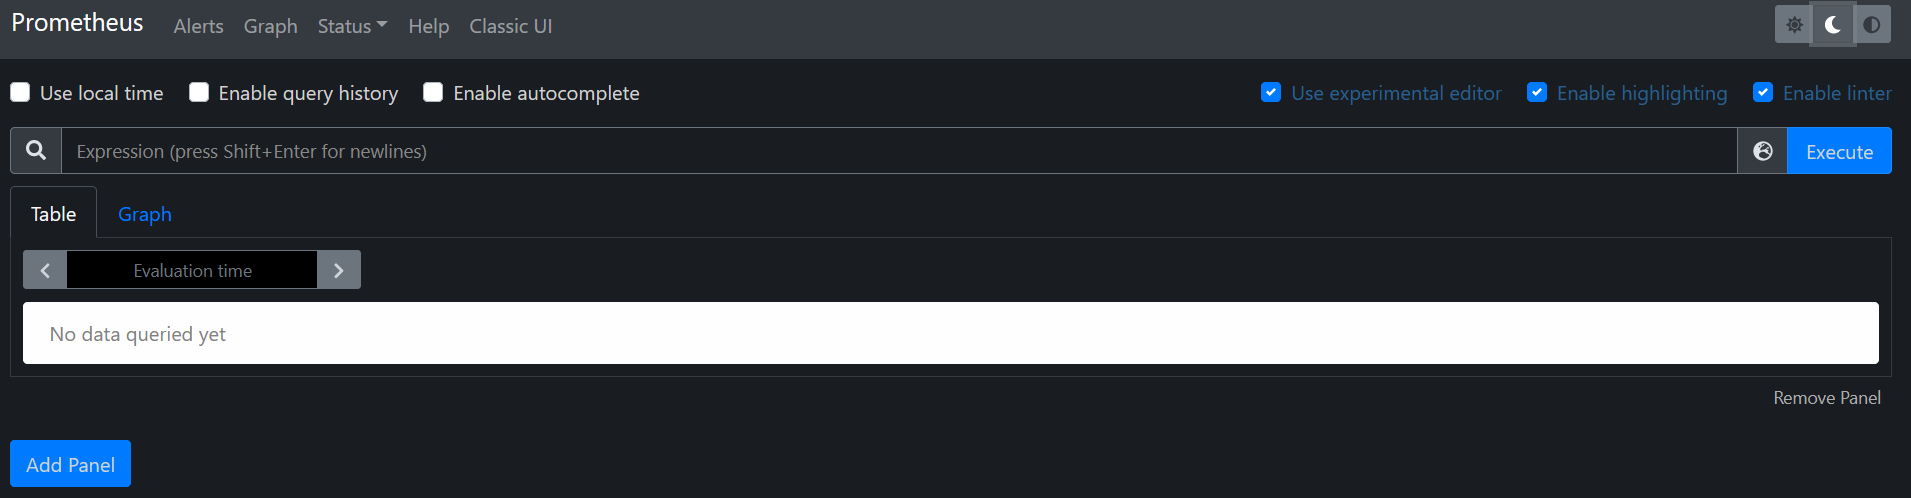 Prometheus Alerts Graph Status Help Classic UI
Use local time Enable query history Enable autocomplete Use experimental editor Enable highlighting Enable linter
Expression (press Shift+Enter for newlines) Execute
Table Graph
Evaluation time
No data queried yet
Remove Panel
Add Panel